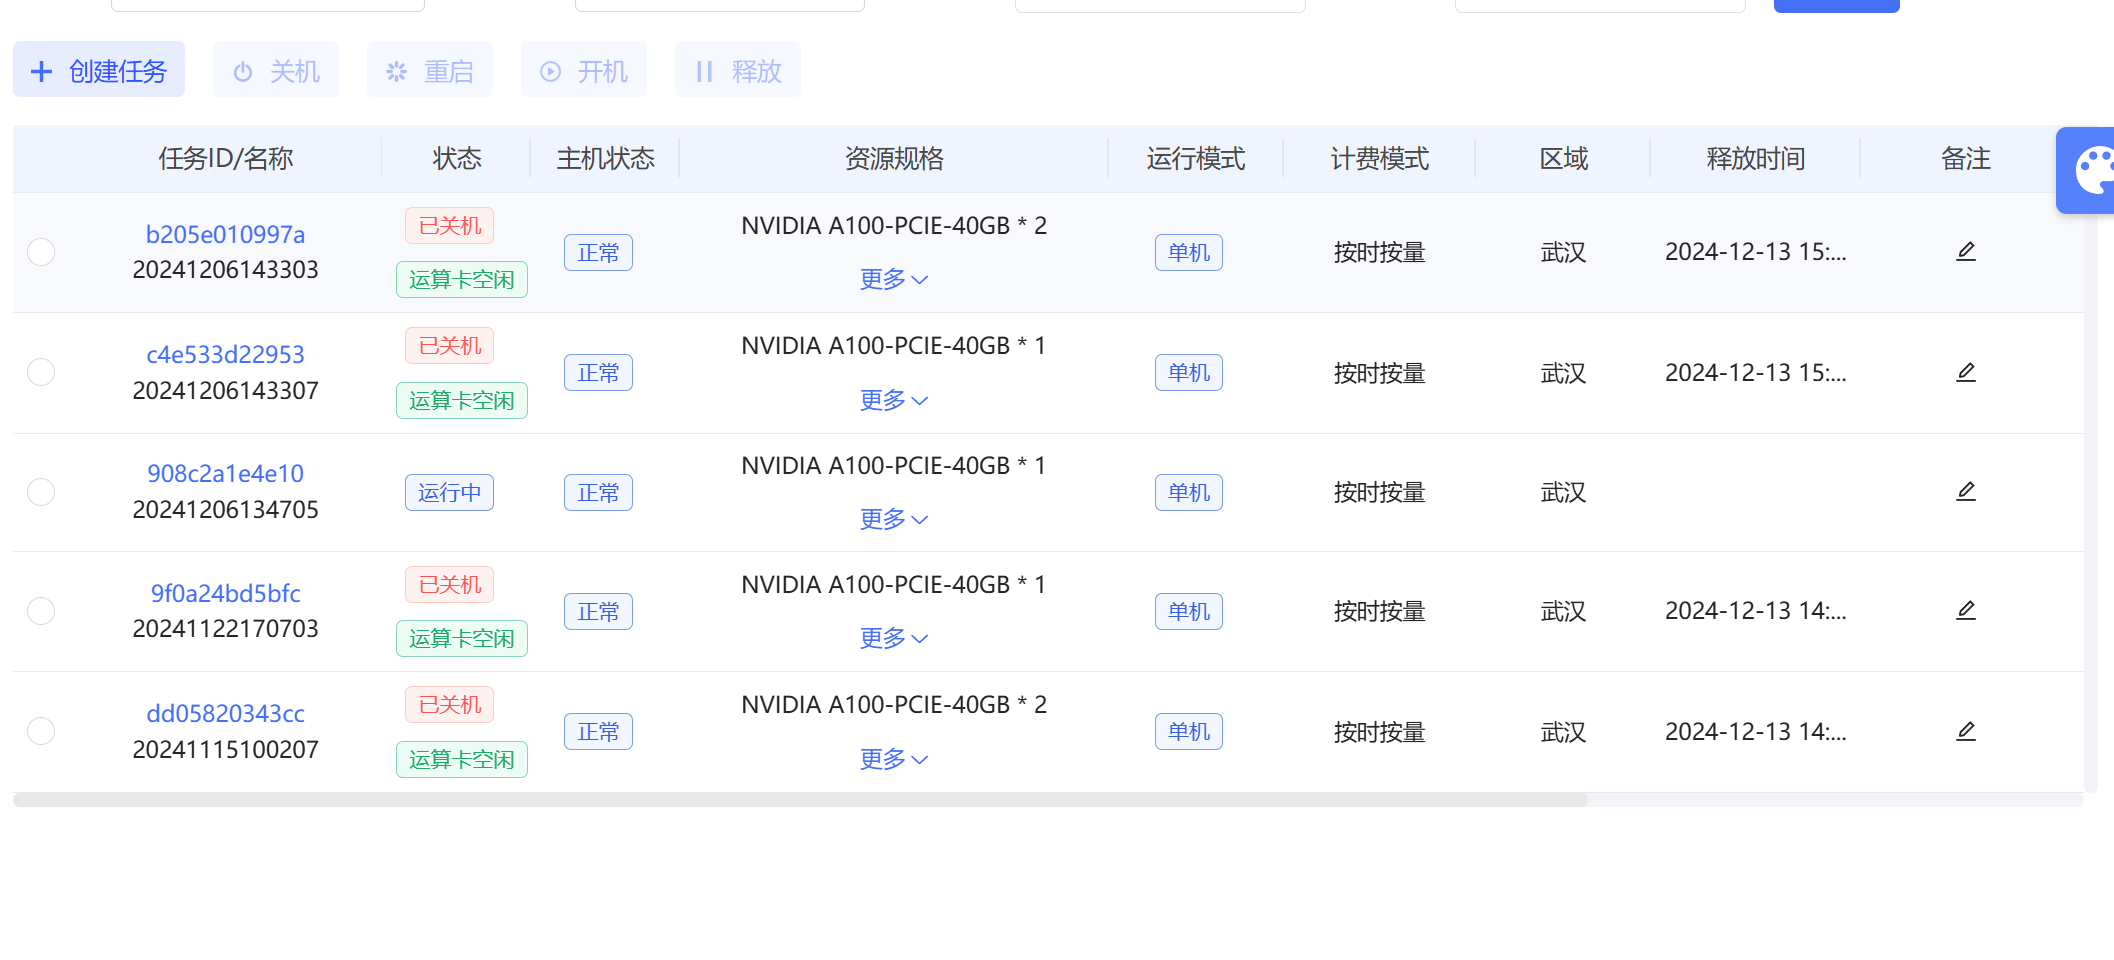 创建任务 关机 重启 开机 释放
任务ID/名称 状态 主机状态 资源规格 运行模式 计费模式 区域 释放时间 备注
b205e010997a
20241206143303
已关机
运算卡空闲
正常
NVIDIA A100-PCIE-40GB * 2
更多
单机
按时按量
武汉
2024-12-13 15:...
c4e533d22953
20241206143307
已关机
运算卡空闲
正常
NVIDIA A100-PCIE-40GB * 1
更多
单机
按时按量
武汉
2024-12-13 15:...
908c2a1e4e10
20241206134705
运行中
正常
NVIDIA A100-PCIE-40GB * 1
更多
单机
按时按量
武汉
9f0a24bd5bfc
20241122170703
已关机
运算卡空闲
正常
NVIDIA A100-PCIE-40GB * 1
更多
单机
按时按量
武汉
2024-12-13 14:...
dd05820343cc
20241115100207
已关机
运算卡空闲
正常
NVIDIA A100-PCIE-40GB * 2
更多
单机
按时按量
武汉
2024-12-13 14:...